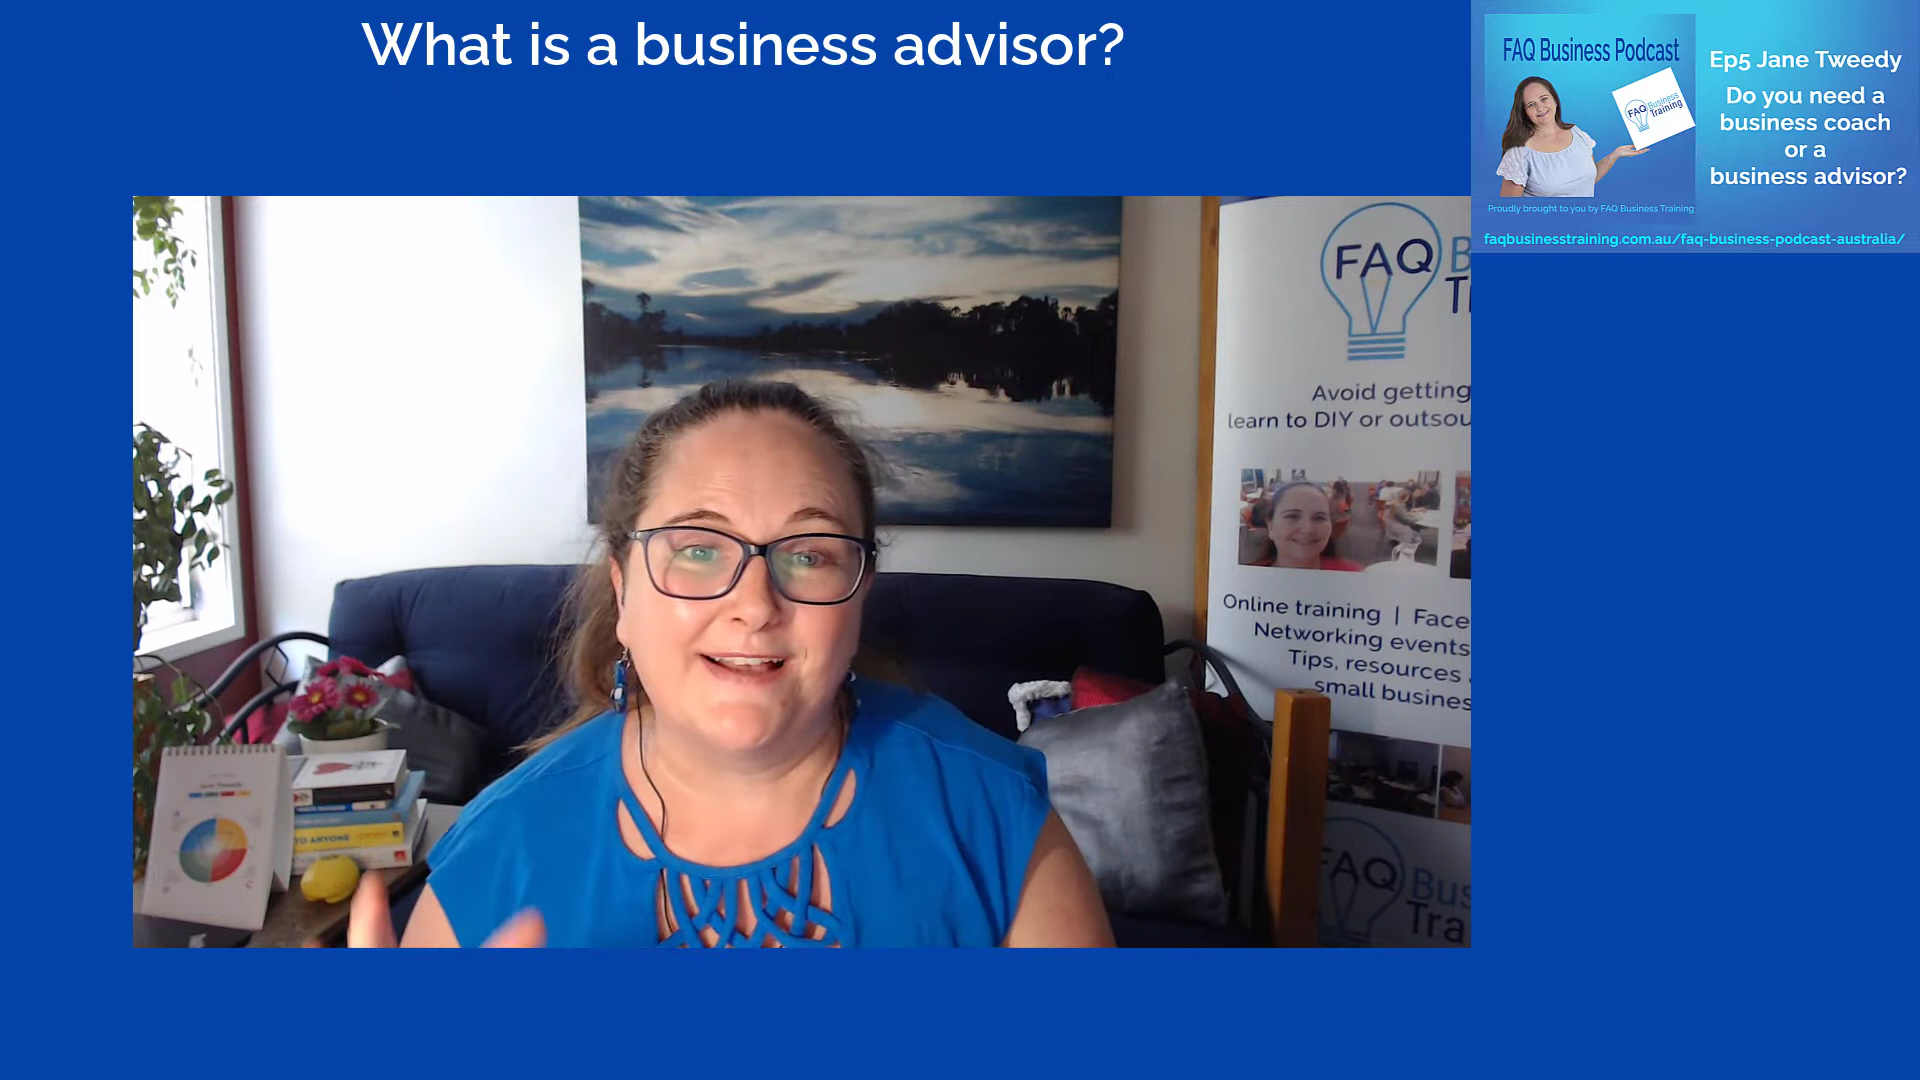 What is a business advisor?
FAQ Business Podcast
FAQ Business
Training
Proudly brought to you by FAQ Business Training
Ep5 Jane Tweedy
Do you need a
business coach
or a
business advisor?
faqbusinesstraining.com.au/faq-business-podcast-australia/
FAQ B
Tr
Avoid getting
learn to DIY or outsou
Online training | Face
Networking events
Tips, resources
small busines
Jane Tweedy
TO ANYONE
FAQ Bus
Tra